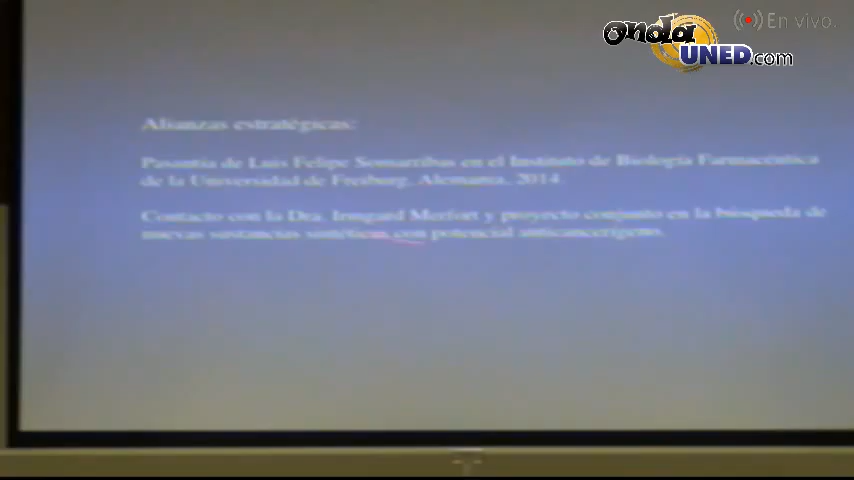 onda
UNED.com
En vivo.
Alianzas estratégicas:
Pasantía de Luis Felipe Somarribas en el Instituto de Biología Farmacéutica
de la Universidad de Freiburg, Alemania, 2014.
Contacto con la Dra. Irmgard Merfort y proyecto conjunto en la búsqueda de
nuevas sustancias sintéticas con potencial anticancerígeno.